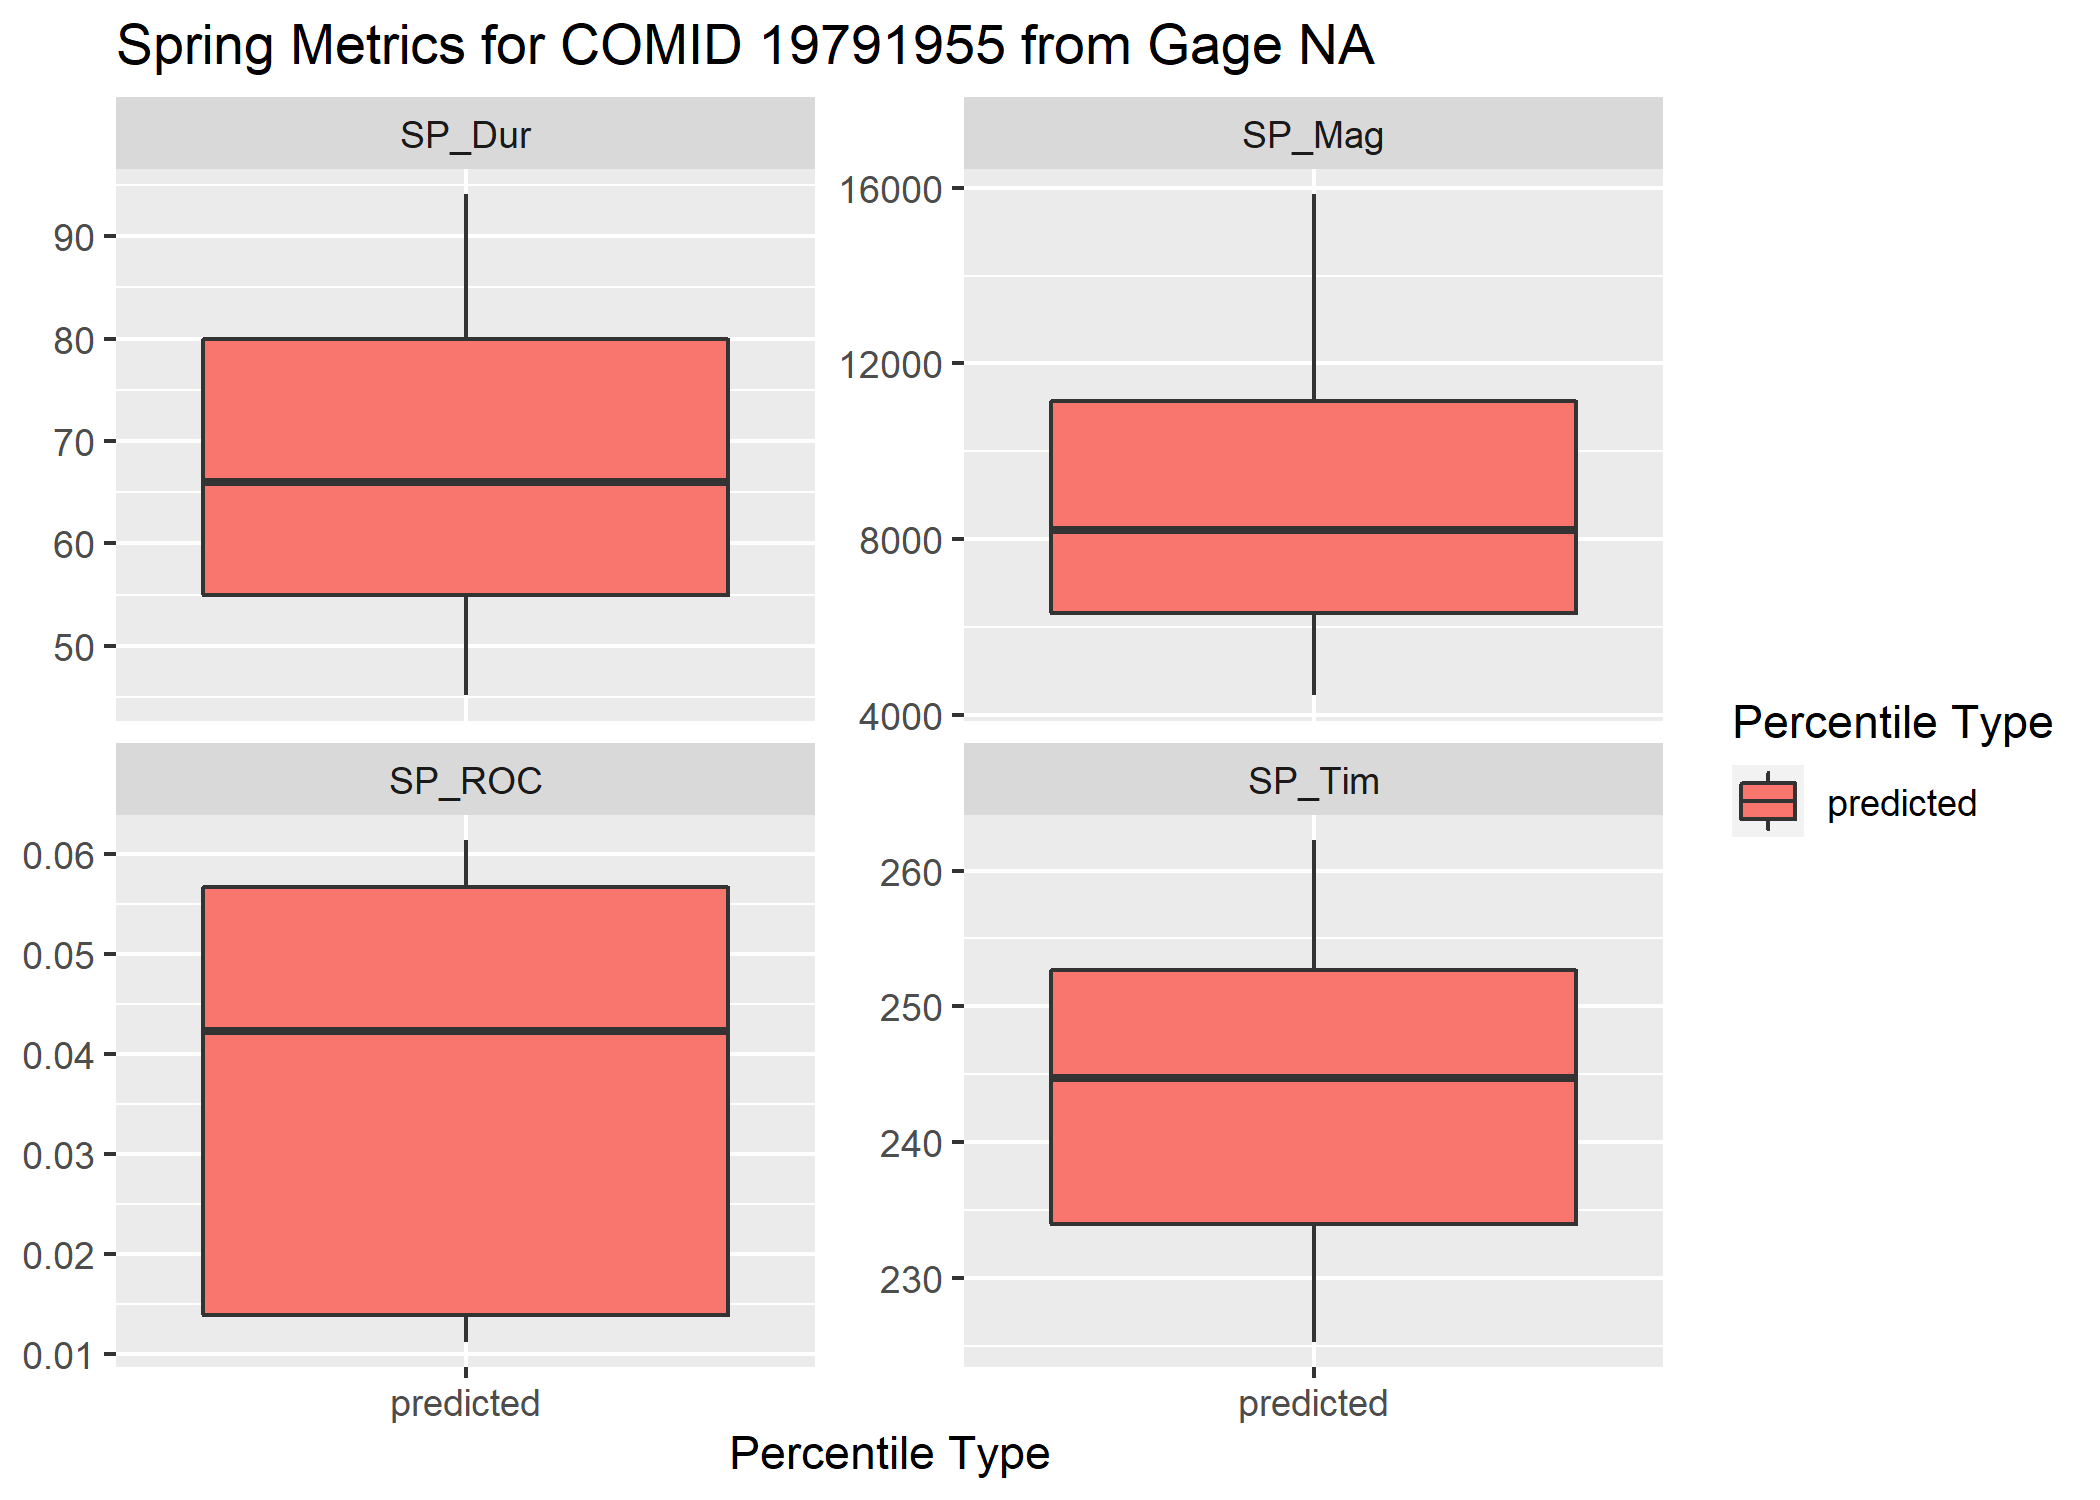 Spring Metrics for COMID 19791955 from Gage NA
SP_Dur
90
80
70
60
50
SP_Mag
16000
12000
8000
4000
SP_ROC
0.06
0.05
0.04
0.03
0.02
0.01
predicted
SP_Tim
260
250
240
230
predicted
Percentile Type
Percentile Type
predicted